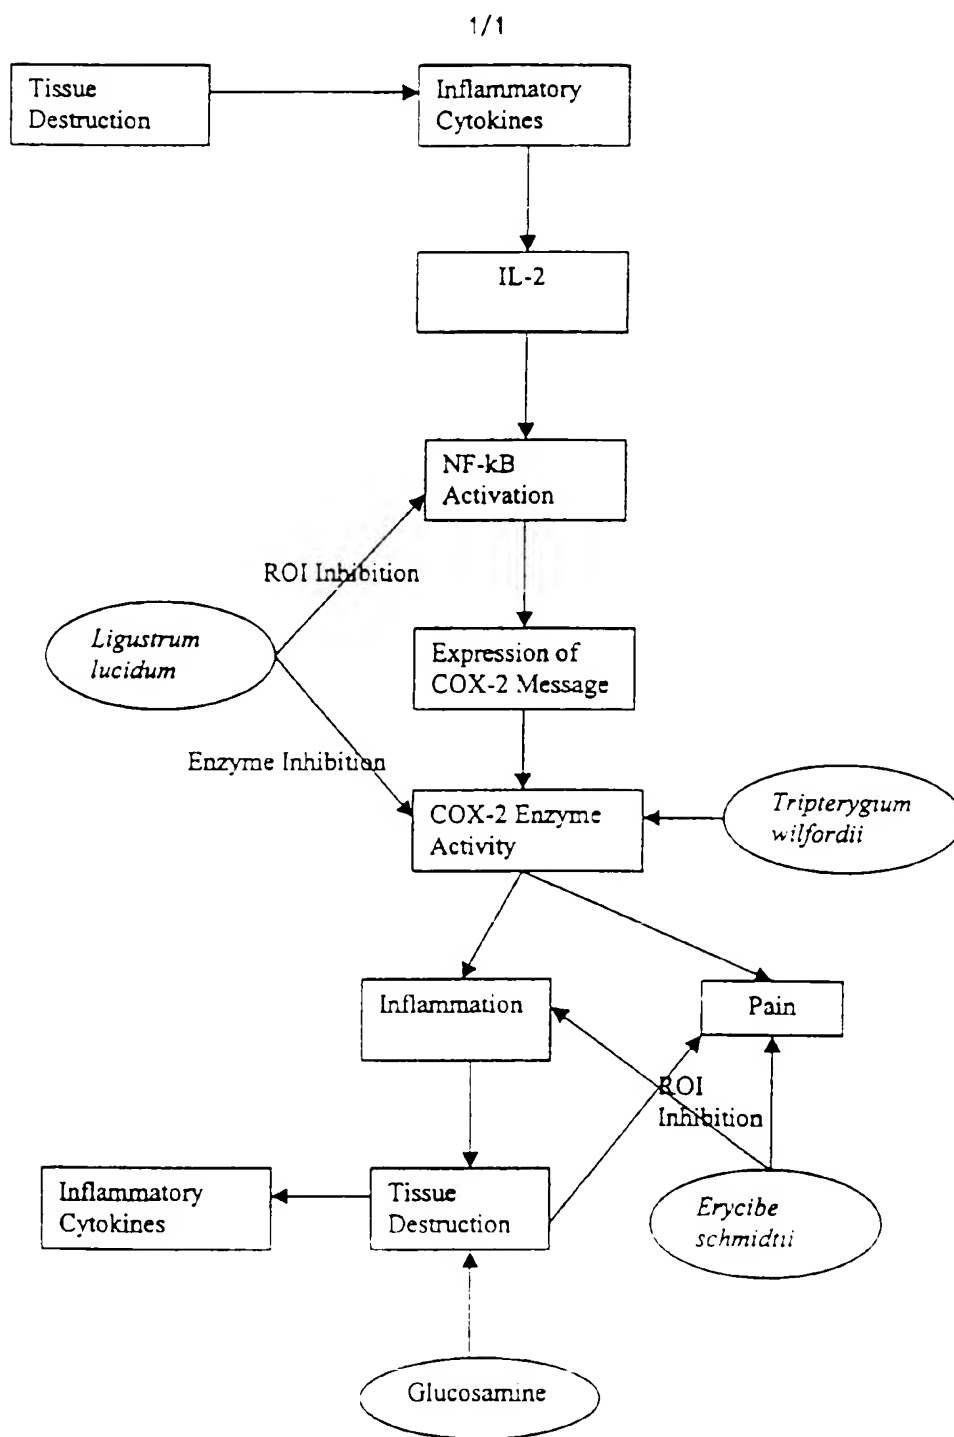 1/1
Tissue
Destruction
Inflammatory
Cytokines
IL-2
NF-kB
Activation
ROI Inhibition
Ligustrum
lucidum
Expression of
COX-2 Message
Enzyme Inhibition
COX-2 Enzyme
Activity
Tripterygium
wilfordii
Inflammation
Pain
ROI
Inhibition
Inflammatory
Cytokines
Tissue
Destruction
Erycibe
schmidtii
Glucosamine